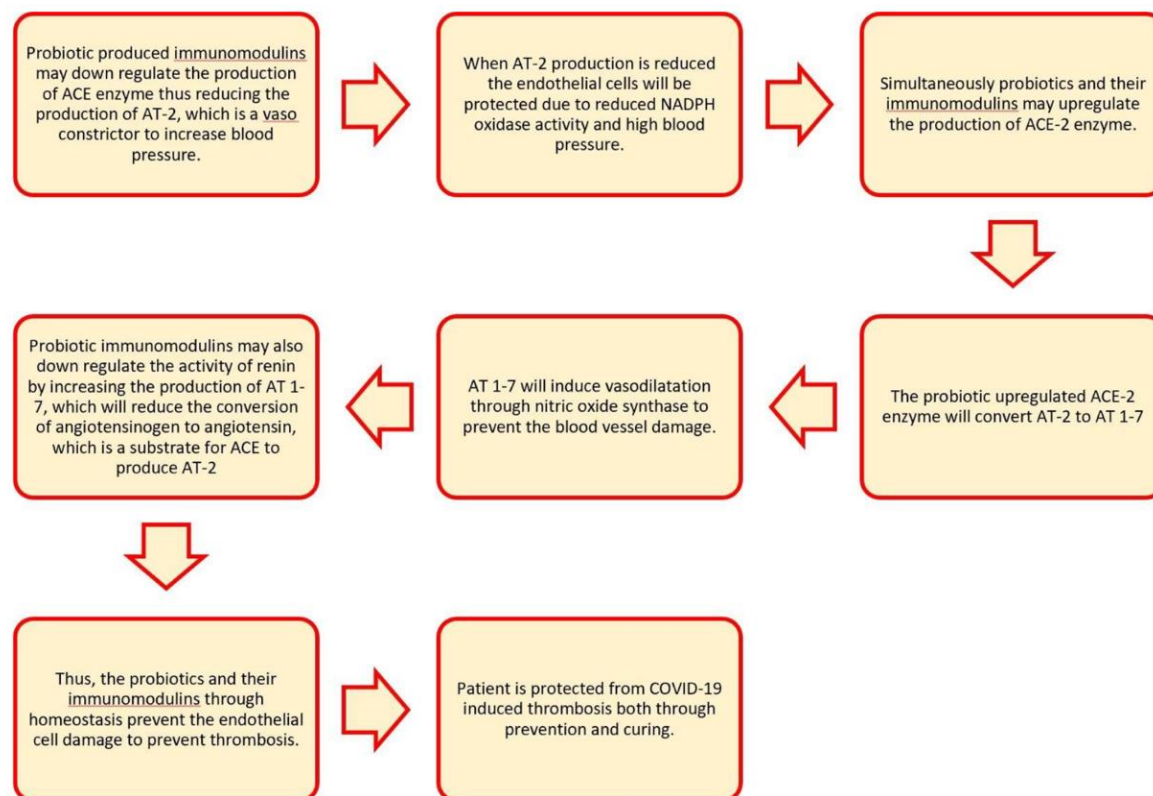 Probiotic produced immunomodulins
may down regulate the production
of ACE enzyme thus reducing the
production of AT-2, which is a vaso
constrictor to increase blood
pressure.
When AT-2 production is reduced
the endothelial cells will be
protected due to reduced NADPH
oxidase activity and high blood
pressure.
Simultaneously probiotics and their
immunomodulins may upregulate
the production of ACE-2 enzyme.
The probiotic upregulated ACE-2
enzyme will convert AT-2 to AT 1-7
AT 1-7 will induce vasodilatation
through nitric oxide synthase to
prevent the blood vessel damage.
Probiotic immunomodulins may also
down regulate the activity of renin
by increasing the production of AT 1-
7, which will reduce the conversion
of angiotensinogen to angiotensin,
which is a substrate for ACE to
produce AT-2
Thus, the probiotics and their
immunomodulins through
homeostasis prevent the endothelial
cell damage to prevent thrombosis.
Patient is protected from COVID-19
induced thrombosis both through
prevention and curing.